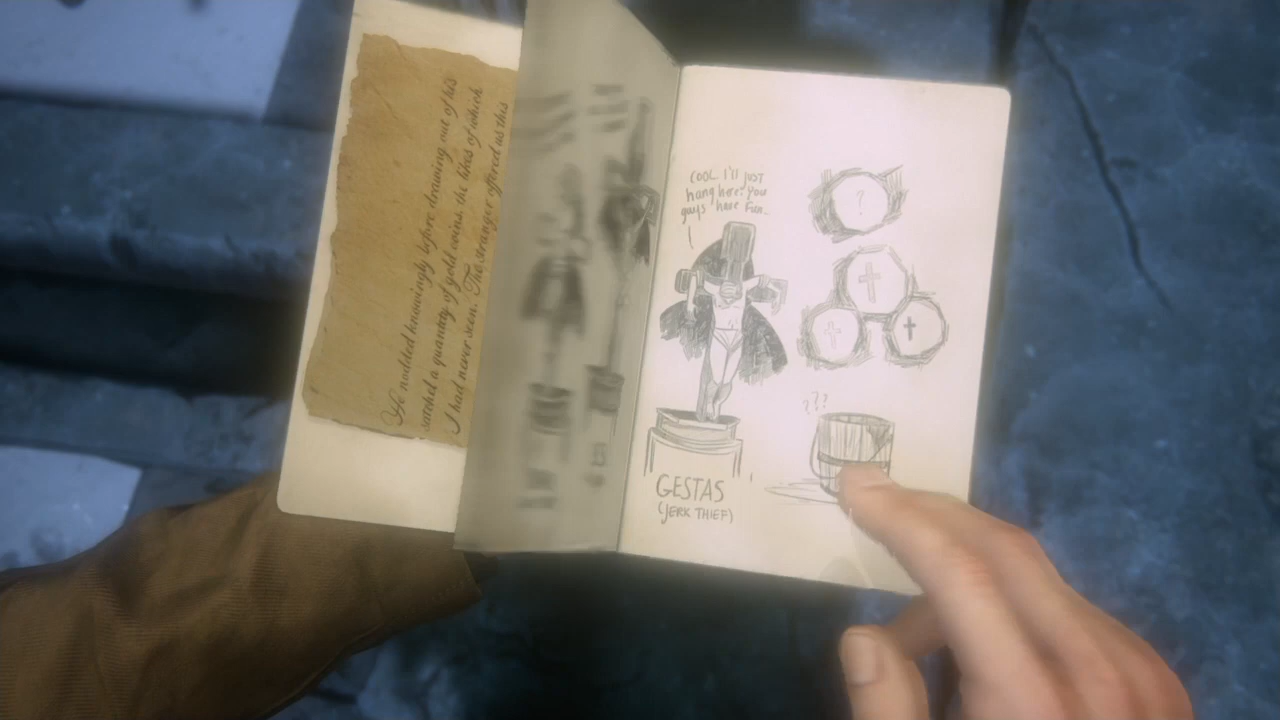 He nodded knowingly before drawing out of his
satchel a quantity of gold coins, the likes of which
I had never seen. The stranger offered us this
COOL I'll JUST
hang here. You
guys have fun..
GESTAS
(JERK THIEF)
?
???